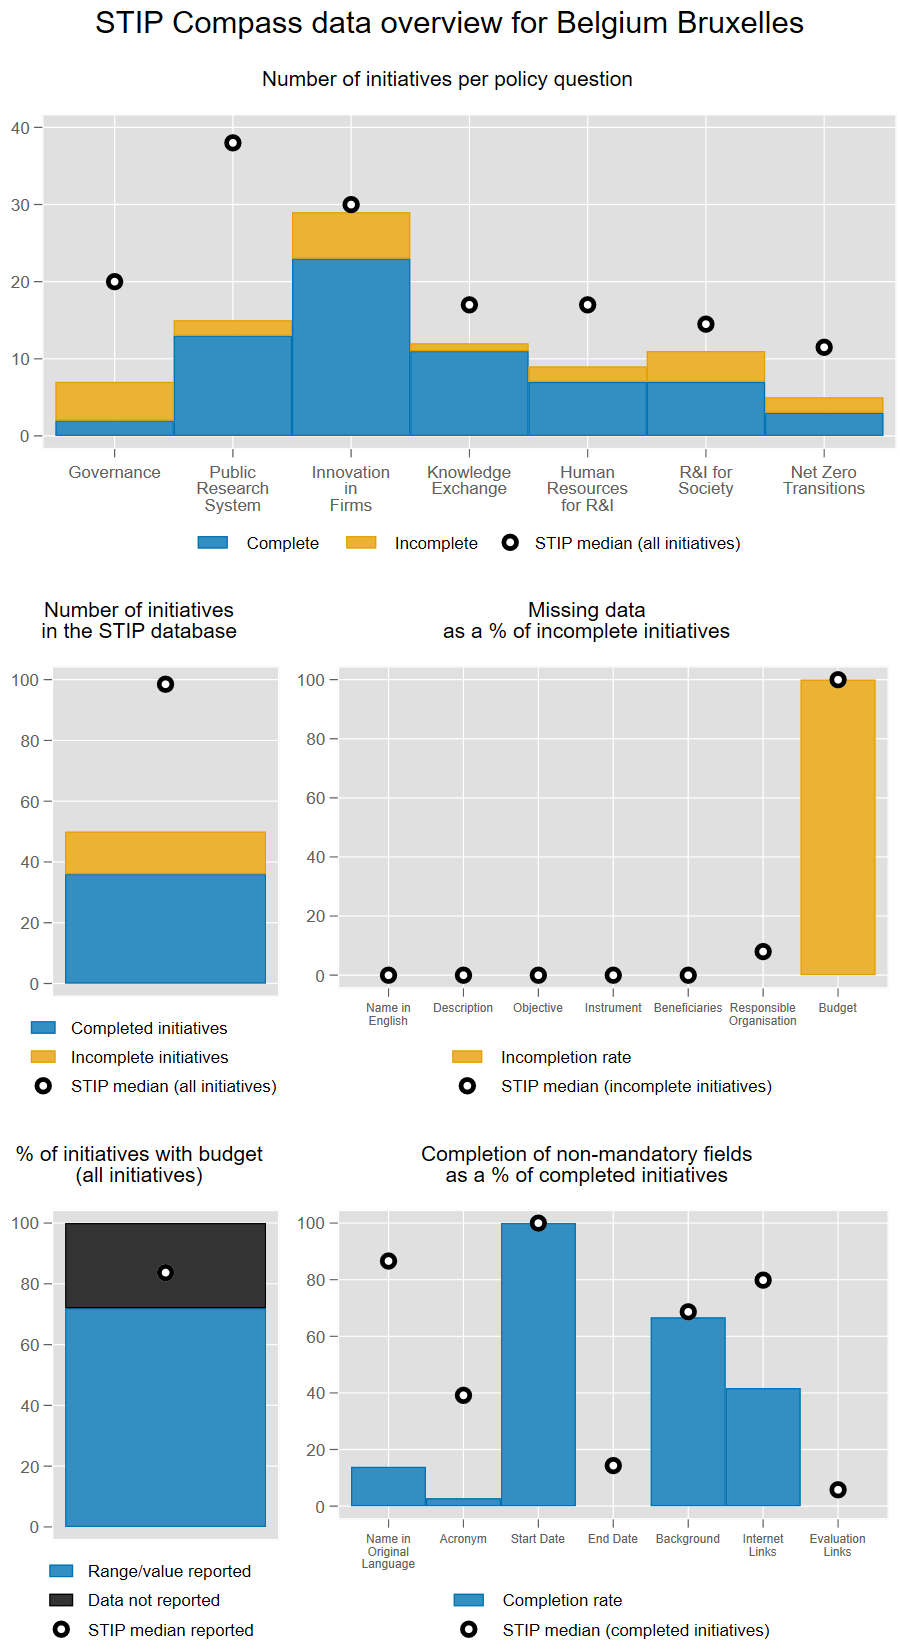 STIP Compass data overview for Belgium Bruxelles
Number of initiatives per policy question
40
30
20
10
0
Governance
Public
Research
System
Innovation
in
Firms
Knowledge
Exchange
Human
Resources
for R&I
R&I for
Society
Net Zero
Transitions
Complete
Incomplete
STIP median (all initiatives)
Number of initiatives
in the STIP database
100
80
60
40
20
0
Completed initiatives
Incomplete initiatives
STIP median (all initiatives)
Missing data
as a % of incomplete initiatives
100
80
60
40
20
0
Name in
English
Description
Objective
Instrument
Beneficiaries
Responsible
Organisation
Budget
Incompletion rate
STIP median (incomplete initiatives)
% of initiatives with budget
(all initiatives)
100
80
60
40
20
0
Range/value reported
Data not reported
STIP median reported
Completion of non-mandatory fields
as a % of completed initiatives
100
80
60
40
20
0
Name in
Original
Language
Acronym
Start Date
End Date
Background
Internet
Links
Evaluation
Links
Completion rate
STIP median (completed initiatives)